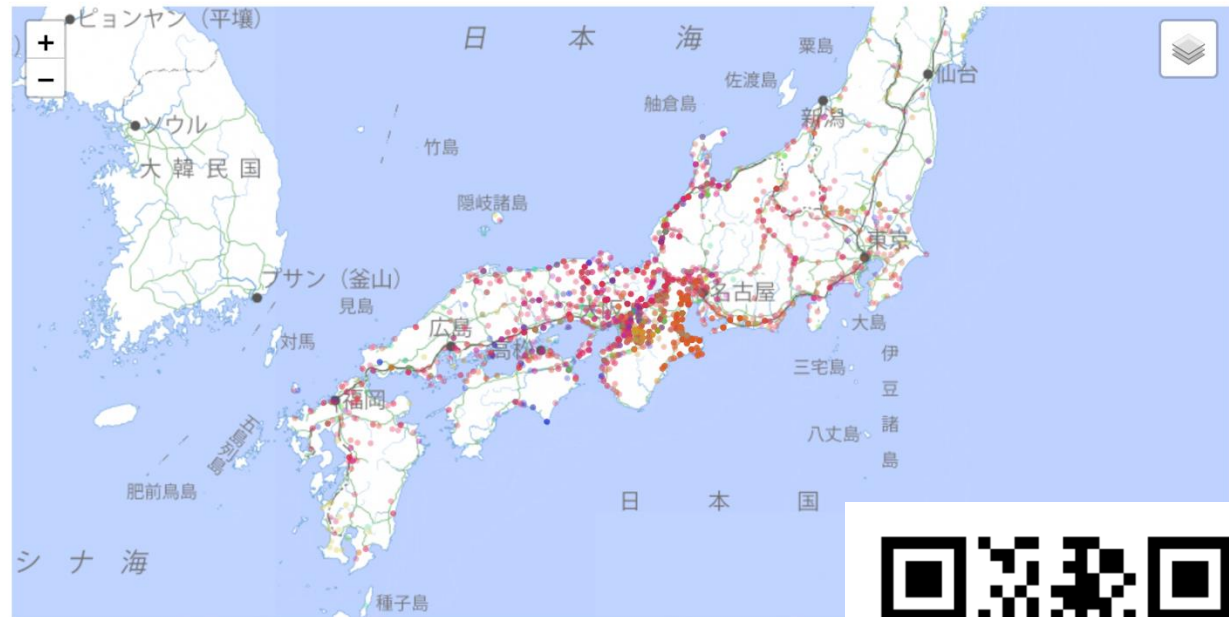 ピョンヤン（平壌）
日本海
粟島
仙台
佐渡島
新潟
舳倉島
ソウル
竹島
大韓民国
隠岐諸島
東京
プサン（釜山）
見島
名古屋
大阪
大島
対馬
広島
高松
三宅島
伊豆諸島
福岡
八丈島
五島列島
肥前鳥島
日本国
シナ海
種子島
+
−